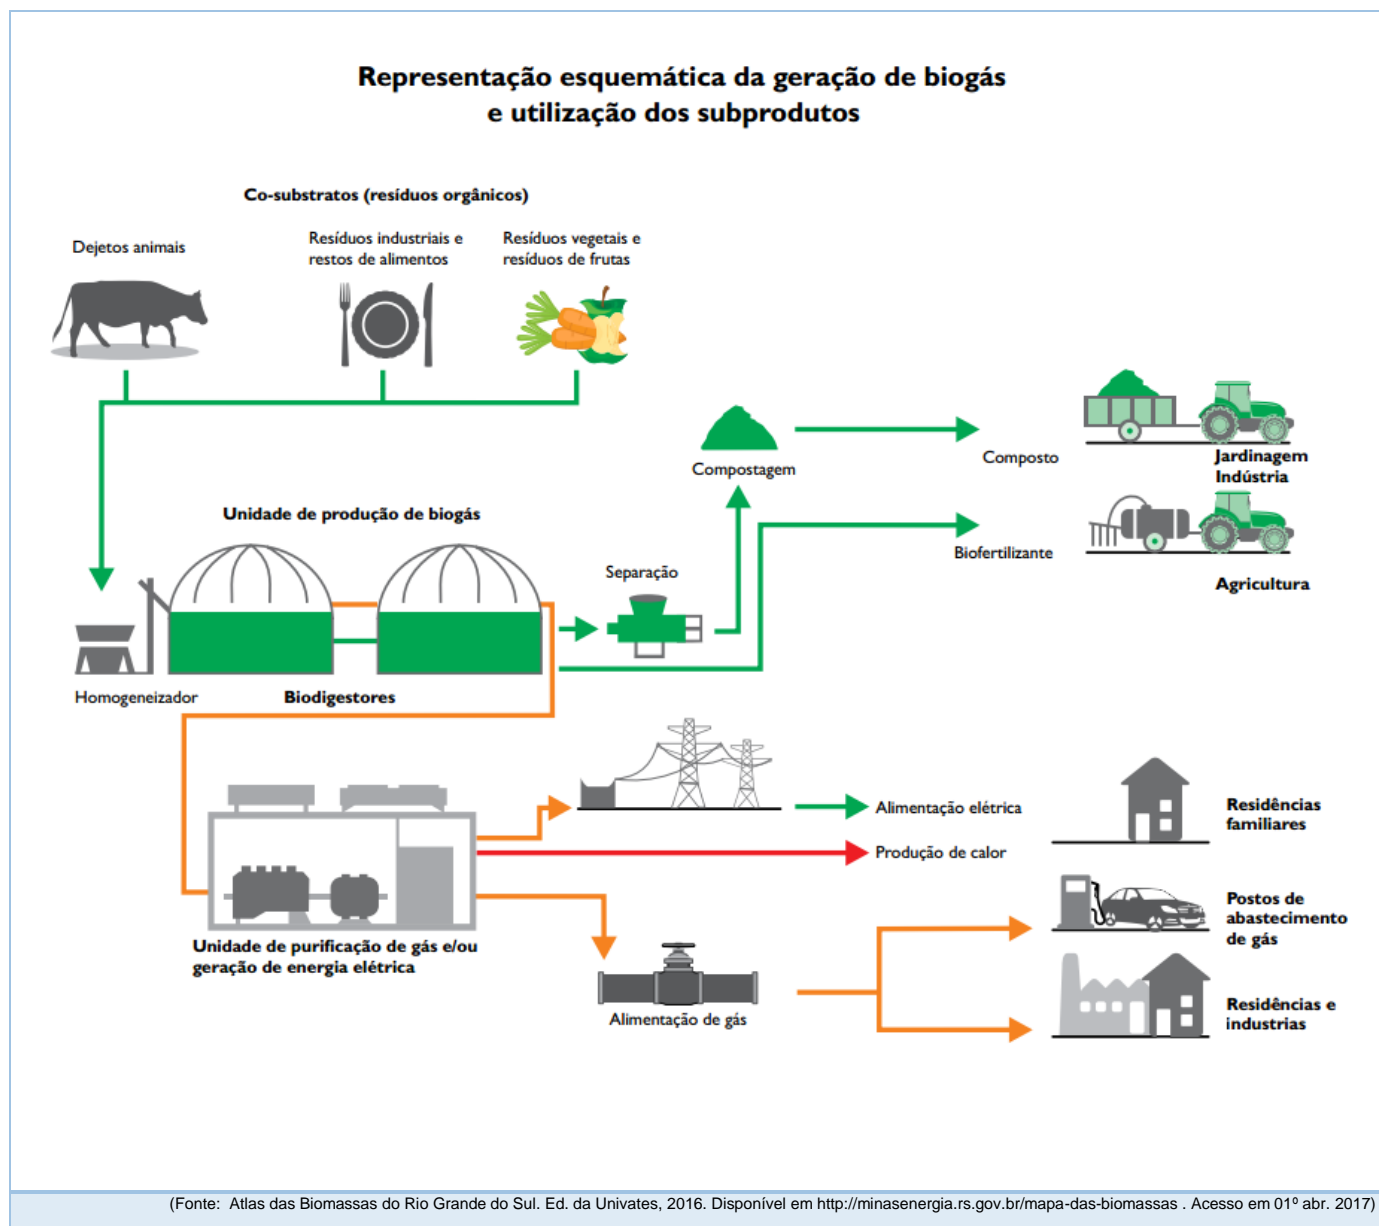 Representação esquemática da geração de biogás
e utilização dos subprodutos
Co-substratos (resíduos orgânicos)
Dejetos animais
Resíduos industriais e
restos de alimentos
Resíduos vegetais e
resíduos de frutas
Compostagem
Composto
Jardinagem
Indústria
Unidade de produção de biogás
Separação
Biofertilizante
Agricultura
Homogeneizador
Biodigestores
Alimentação elétrica
Residências
familiares
Produção de calor
Unidade de purificação de gás e/ou
geração de energia elétrica
Postos de
abastecimento
de gás
Alimentação de gás
Residências e
industrias
(Fonte: Atlas das Biomassas do Rio Grande do Sul. Ed. da Univates, 2016. Disponível em http://minasenergia.rs.gov.br/mapa-das-biomassas . Acesso em 01º abr. 2017)